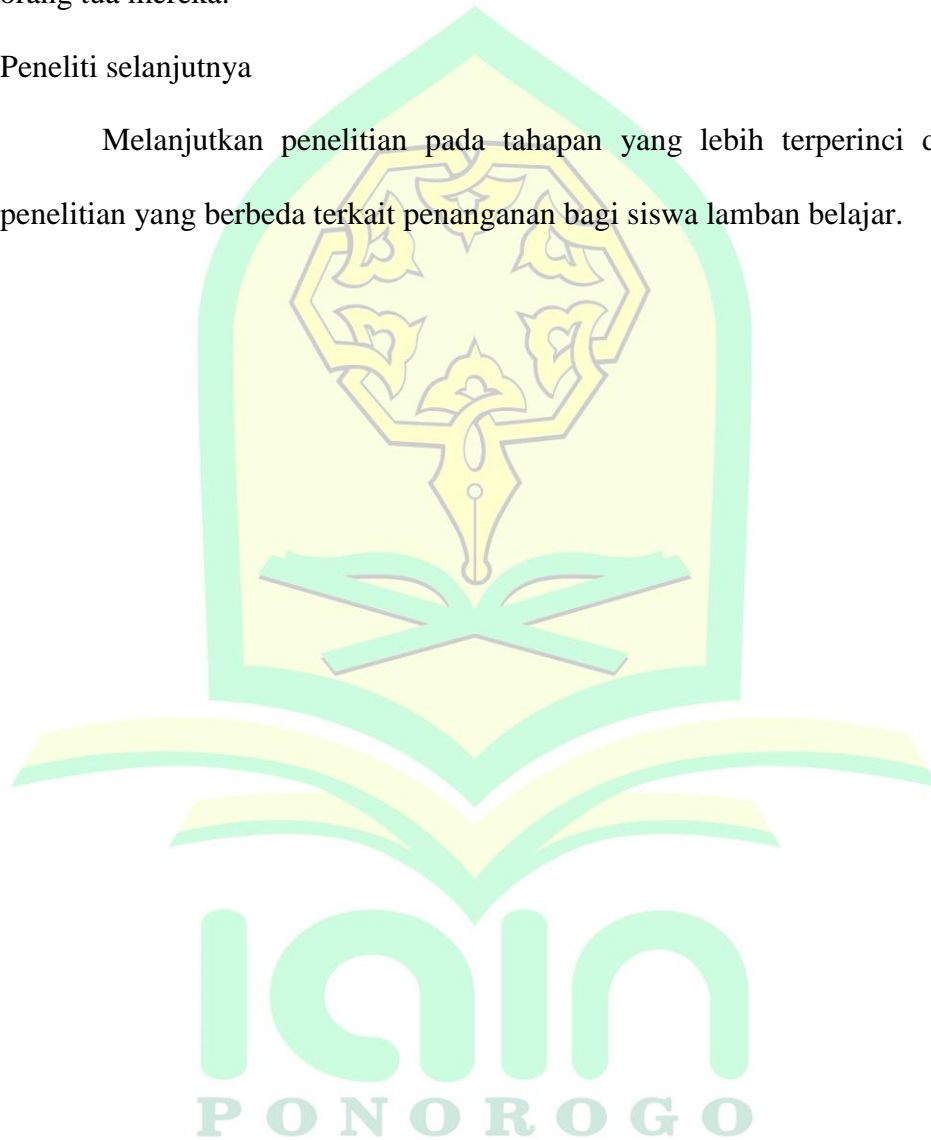 orang tua mereka.
Peneliti selanjutnya
Melanjutkan penelitian pada tahapan yang lebih terperinci
penelitian yang berbeda terkait penanganan bagi siswa lamban belajar.
iain
PONOROGO